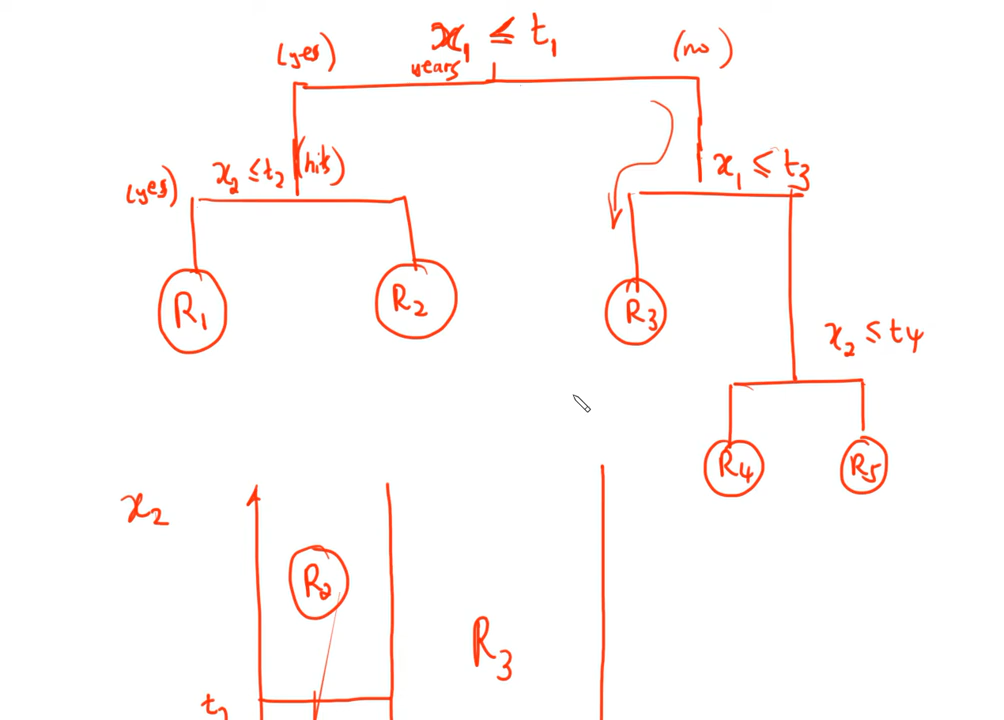 (yes) x₁ ≤ t₁ (no)
years
x₂ ≤ t₂ (hits) x₁ ≤ t₃
(yes)
R₁ R₂ R₃
x₂ ≤ t₄
R₄ R₅
x₂
R₂
R₃
t₂